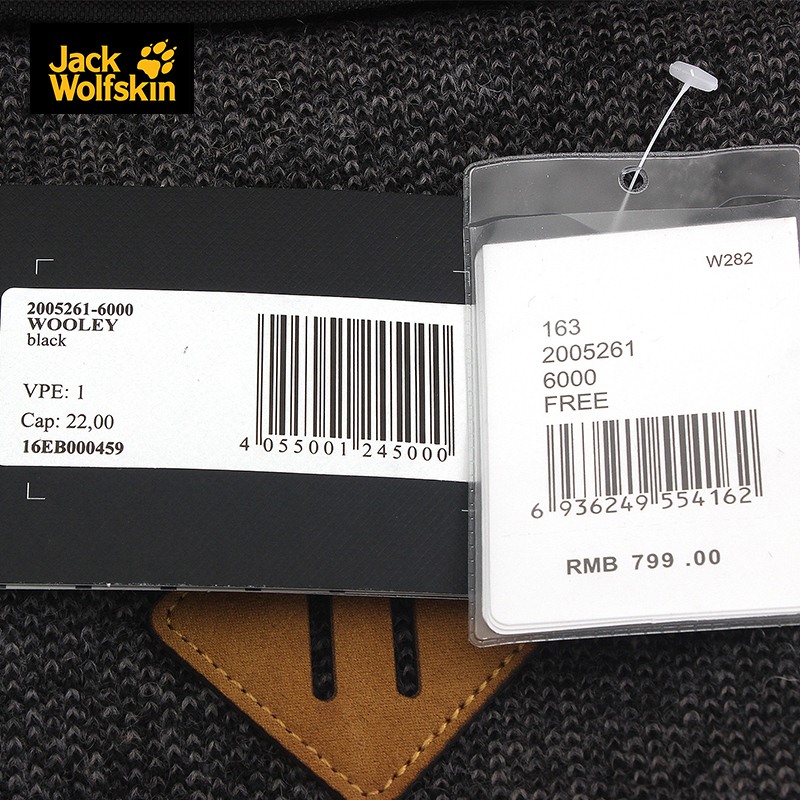 Jack
Wolfskin
2005261-6000
WOOLEY
black
VPE: 1
Cap: 22,00
16EB000459
4 055001 245000
W282
163
2005261
6000
FREE
6 936249 554162
RMB 799 .00